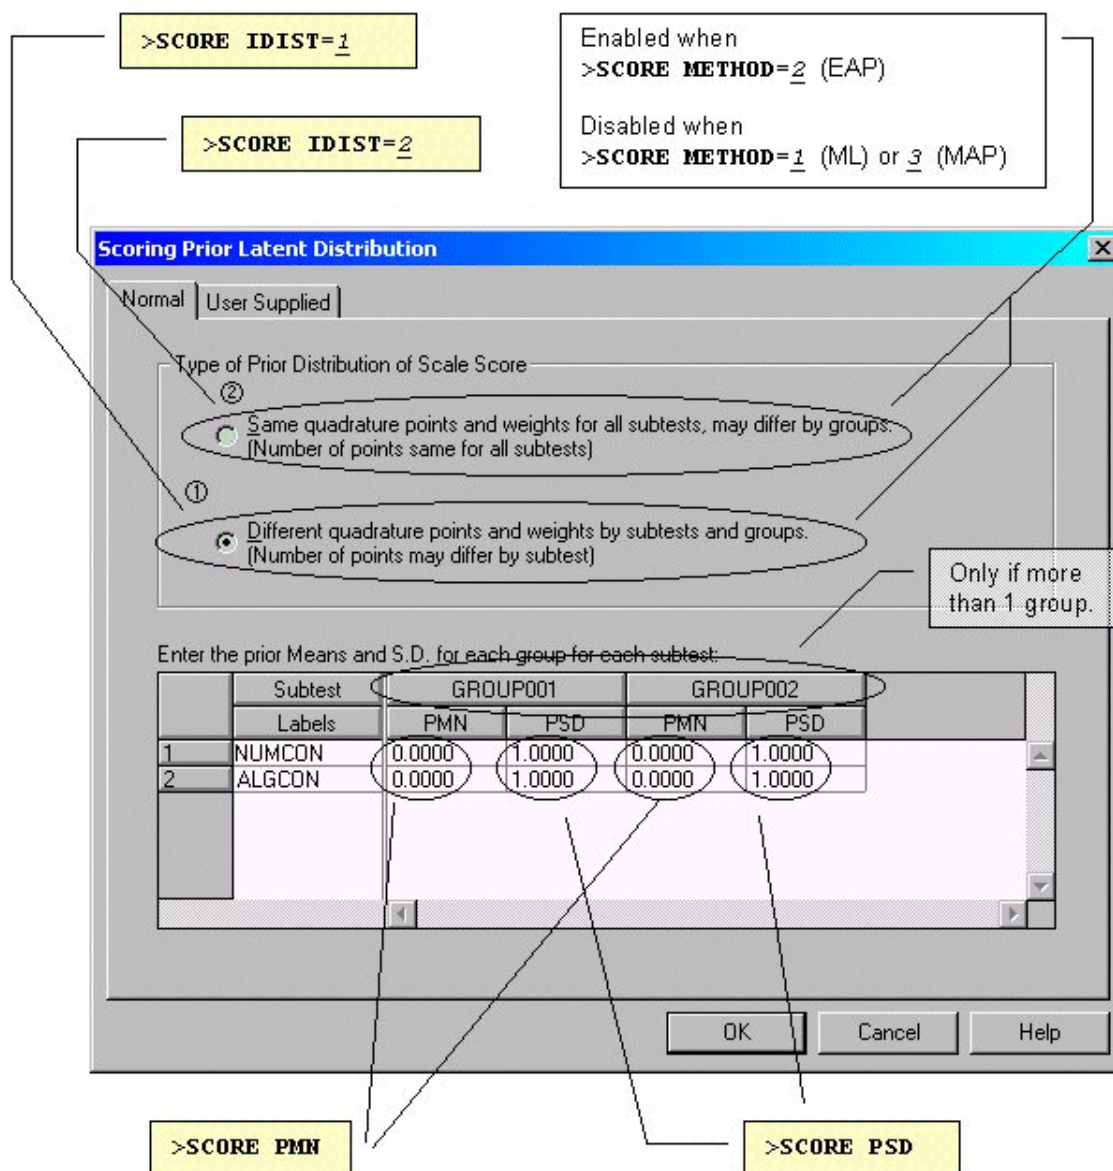 >SCORE IDIST=1
>SCORE IDIST=2
Enabled when
>SCORE METHOD=2 (EAP)
Disabled when
>SCORE METHOD=1 (ML) or 3 (MAP)
Scoring Prior Latent Distribution
Normal User Supplied
Type of Prior Distribution of Scale Score
②
Same quadrature points and weights for all subtests, may differ by groups.
(Number of points same for all subtests)
①
Different quadrature points and weights by subtests and groups.
(Number of points may differ by subtest)
Only if more
than 1 group.
Enter the prior Means and S.D. for each group for each subtest:
Subtest GROUP001 GROUP002
Labels PMN PSD PMN PSD
1 NUMCON 0.0000 1.0000 0.0000 1.0000
2 ALGCON 0.0000 1.0000 0.0000 1.0000
OK Cancel Help
>SCORE PMN
>SCORE PSD